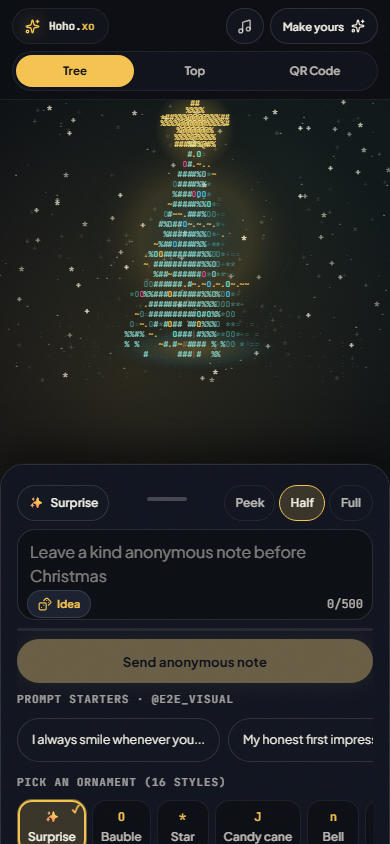 Hoho.xo
Make yours
Tree
Top
QR Code
Surprise
Peek
Half
Full
Leave a kind anonymous note before
Christmas
Idea
0/500
Send anonymous note
PROMPT STARTERS · @E2E_VISUAL
I always smile whenever you...
My honest first impres
PICK AN ORNAMENT (16 STYLES)
Surprise
O
Bauble
*
Star
J
Candy cane
n
Bell